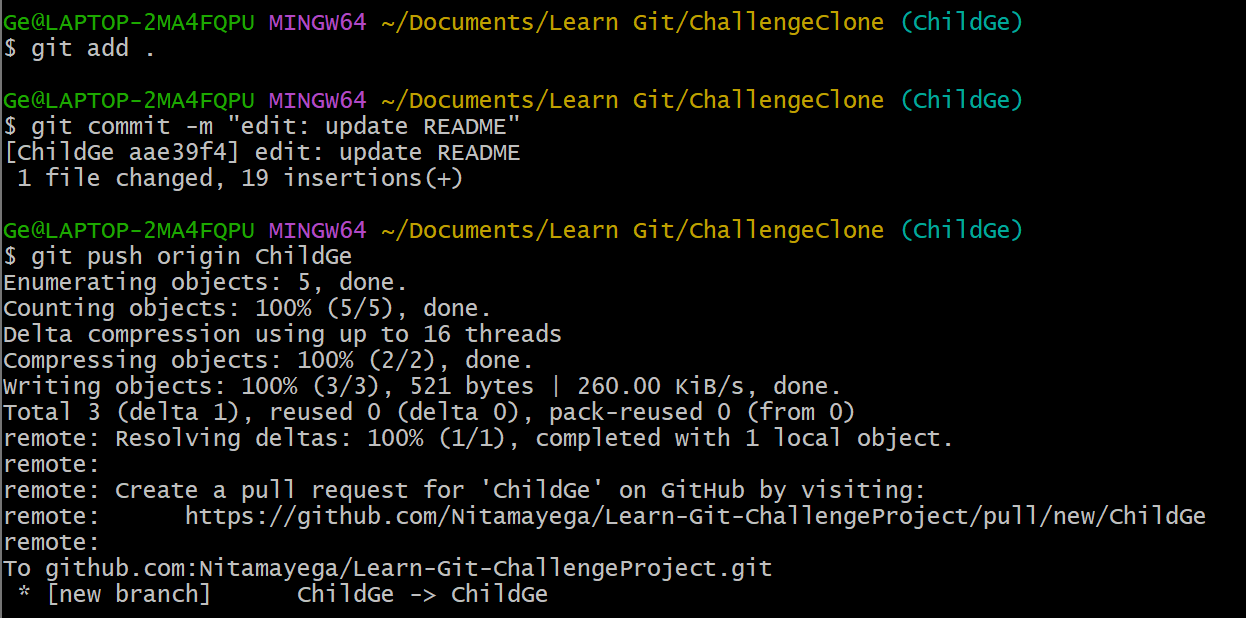 Ge@LAPTOP-2MA4FQPU MINGW64 ~/Documents/Learn Git/ChallengeClone (ChildGe)
$ git add .
Ge@LAPTOP-2MA4FQPU MINGW64 ~/Documents/Learn Git/ChallengeClone (ChildGe)
$ git commit -m "edit: update README"
[ChildGe aae39f4] edit: update README
 1 file changed, 19 insertions(+)
Ge@LAPTOP-2MA4FQPU MINGW64 ~/Documents/Learn Git/ChallengeClone (ChildGe)
$ git push origin ChildGe
Enumerating objects: 5, done.
Counting objects: 100% (5/5), done.
Delta compression using up to 16 threads
Compressing objects: 100% (2/2), done.
Writing objects: 100% (3/3), 521 bytes | 260.00 KiB/s, done.
Total 3 (delta 1), reused 0 (delta 0), pack-reused 0 (from 0)
remote: Resolving deltas: 100% (1/1), completed with 1 local object.
remote:
remote: Create a pull request for 'ChildGe' on GitHub by visiting:
remote:      https://github.com/Nitamayega/Learn-Git-ChallengeProject/pull/new/ChildGe
remote:
To github.com:Nitamayega/Learn-Git-ChallengeProject.git
 * [new branch]      ChildGe -> ChildGe